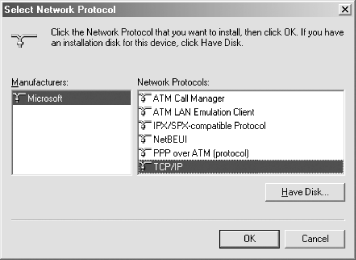 Select Network Protocol
Click the Network Protocol that you want to install, then click OK. If you have
an installation disk for this device, click Have Disk.
Manufacturers:
Microsoft
Network Protocols:
ATM Call Manager
ATM LAN Emulation Client
IPX/SPX-compatible Protocol
NetBEUI
PPP over ATM (protocol)
TCP/IP
Have Disk...
OK
Cancel